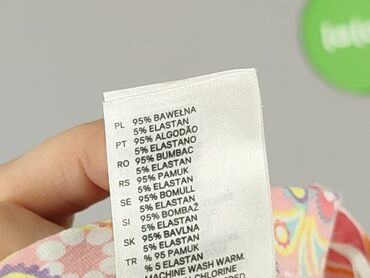 PL 95% BAWEŁNA
5% ELASTAN
PT 95% ALGODÃO
5% ELASTANO
RO 95% BUMBAC
5% ELASTAN
RS 95% PAMUK
5% ELASTAN
SE 95% BOMULL
5% ELASTAN
SI 95% BOMBAŽ
5% ELASTAN
SK 95% BAVLNA
5% ELASTAN
TR % 95 PAMUK
% 5 ELASTAN
MACHINE WASH WARM.